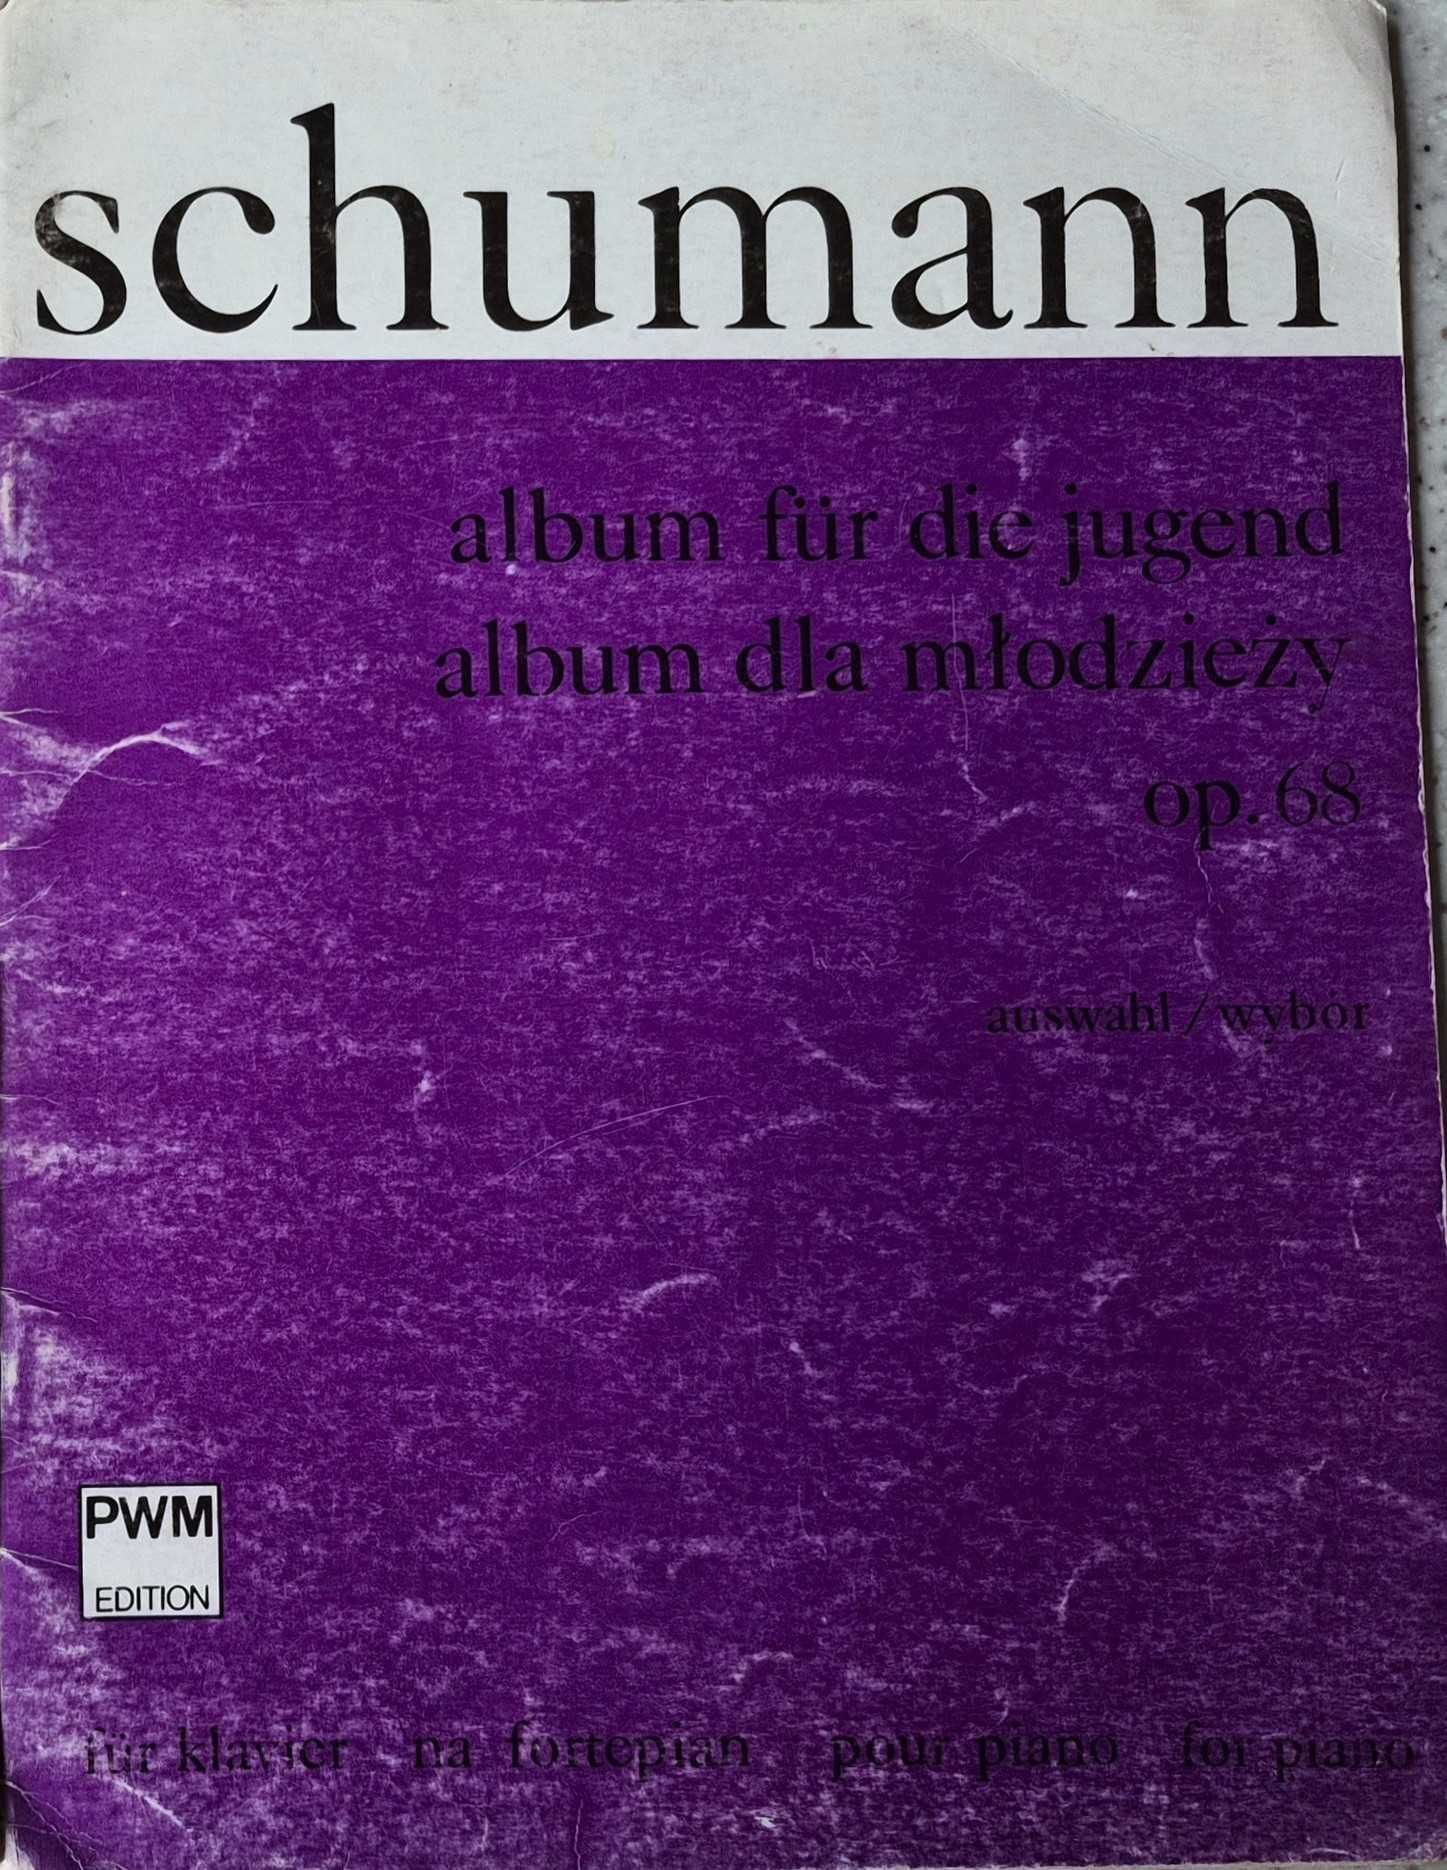 schumann
album für die jugend
album dla młodzieży
op. 68
auswahl / wybór
PWM
EDITION
für klavier na fortepian pour piano for piano